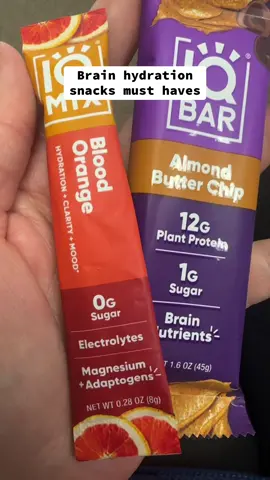 Brain hydration
snacks must haves
IQ
MIX
Blood
Orange
HYDRATION + CLARITY + MOOD*
0G
Sugar
Electrolytes
Magnesium
+Adaptogens
NET WT 0.28 OZ (8g)
IQ
BAR
Almond
Butter Chip
12G
Plant Protein
1G
Sugar
Brain
Nutrients
1.6 OZ (45g)